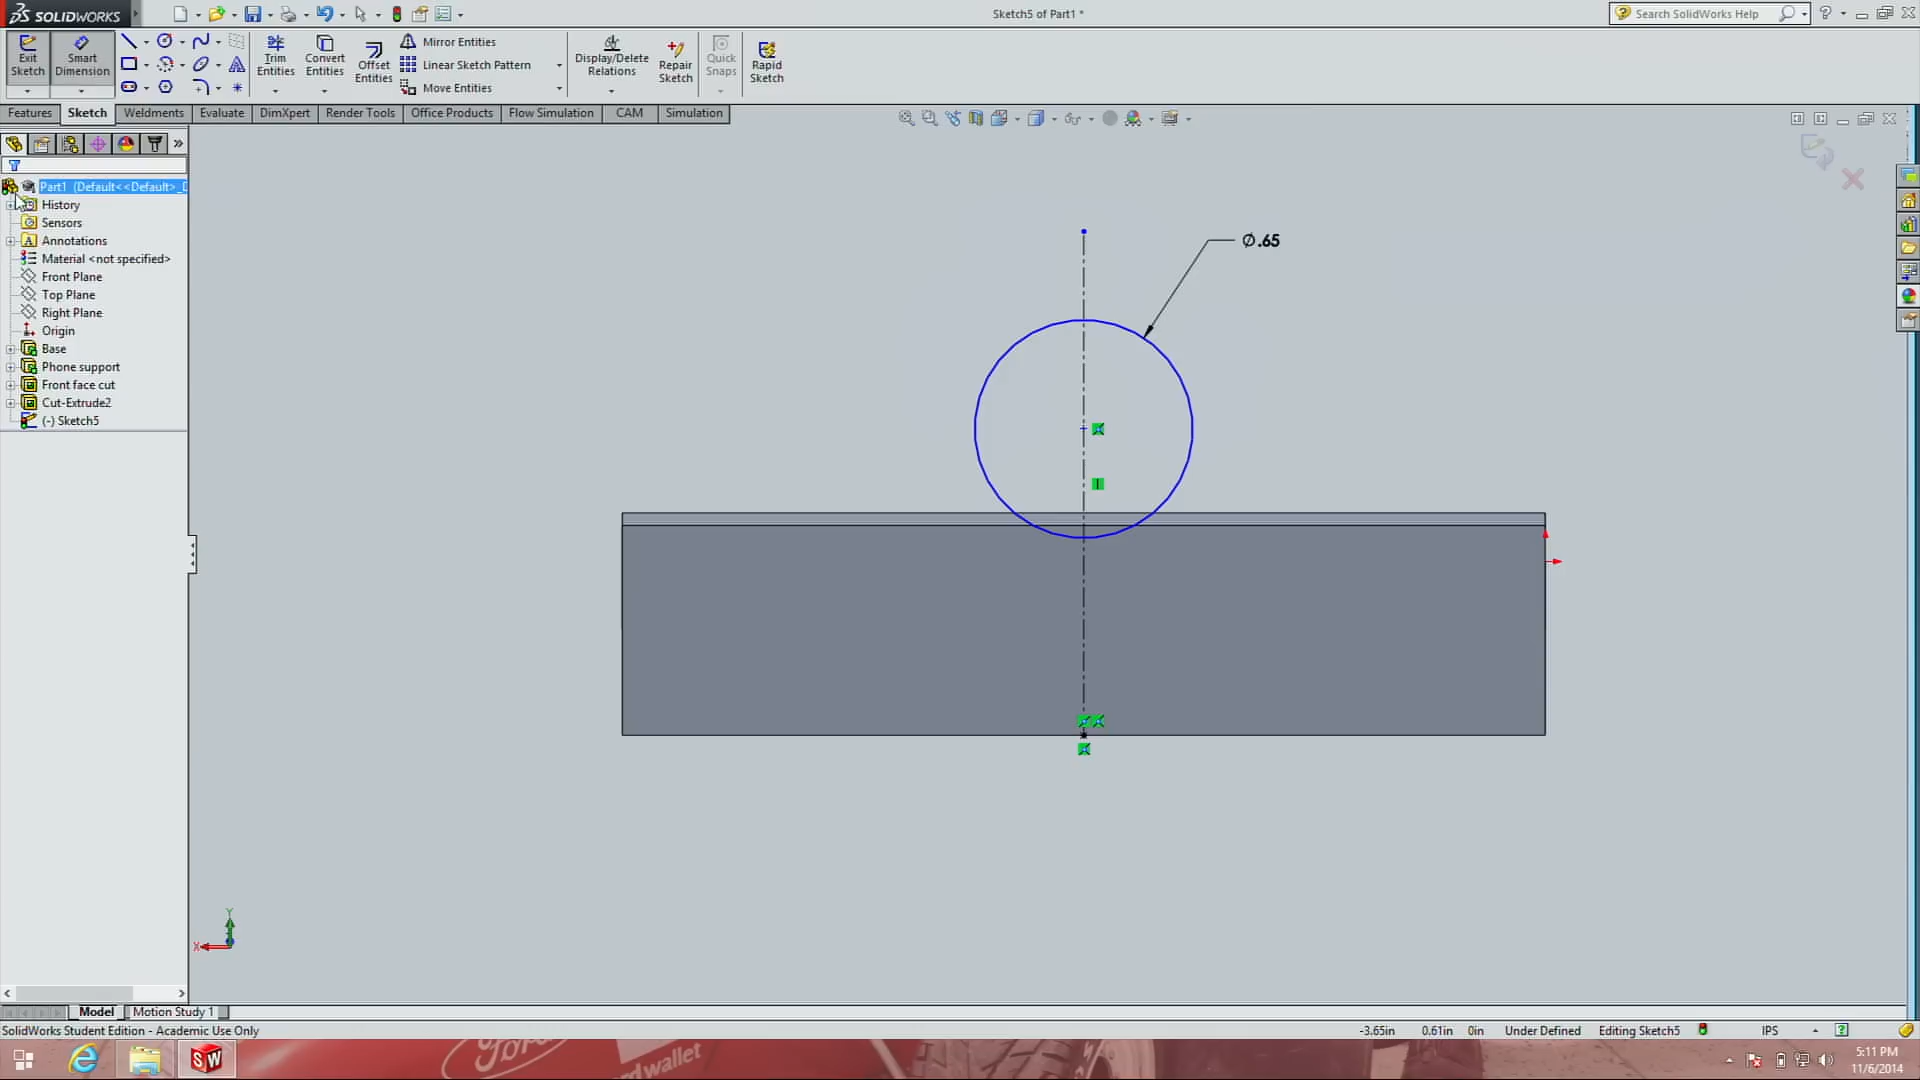 SOLIDWORKS
Sketch5 of Part1 *
Search SolidWorks Help
Exit Sketch
Smart Dimension
Trim Entities
Convert Entities
Offset Entities
Mirror Entities
Linear Sketch Pattern
Move Entities
Display/Delete Relations
Repair Sketch
Quick Snaps
Rapid Sketch
Features Sketch Weldments Evaluate DimXpert Render Tools Office Products Flow Simulation CAM Simulation
Part1 (Default<<Default>_D
History
Sensors
Annotations
Material <not specified>
Front Plane
Top Plane
Right Plane
Origin
Base
Phone support
Front face cut
Cut-Extrude2
(-) Sketch5
∅.65
Y
X
Model Motion Study 1
SolidWorks Student Edition - Academic Use Only
-3.65in 0.61in 0in Under Defined Editing Sketch5 IPS
Ford
wallet
SW
5:11 PM
11/6/2014